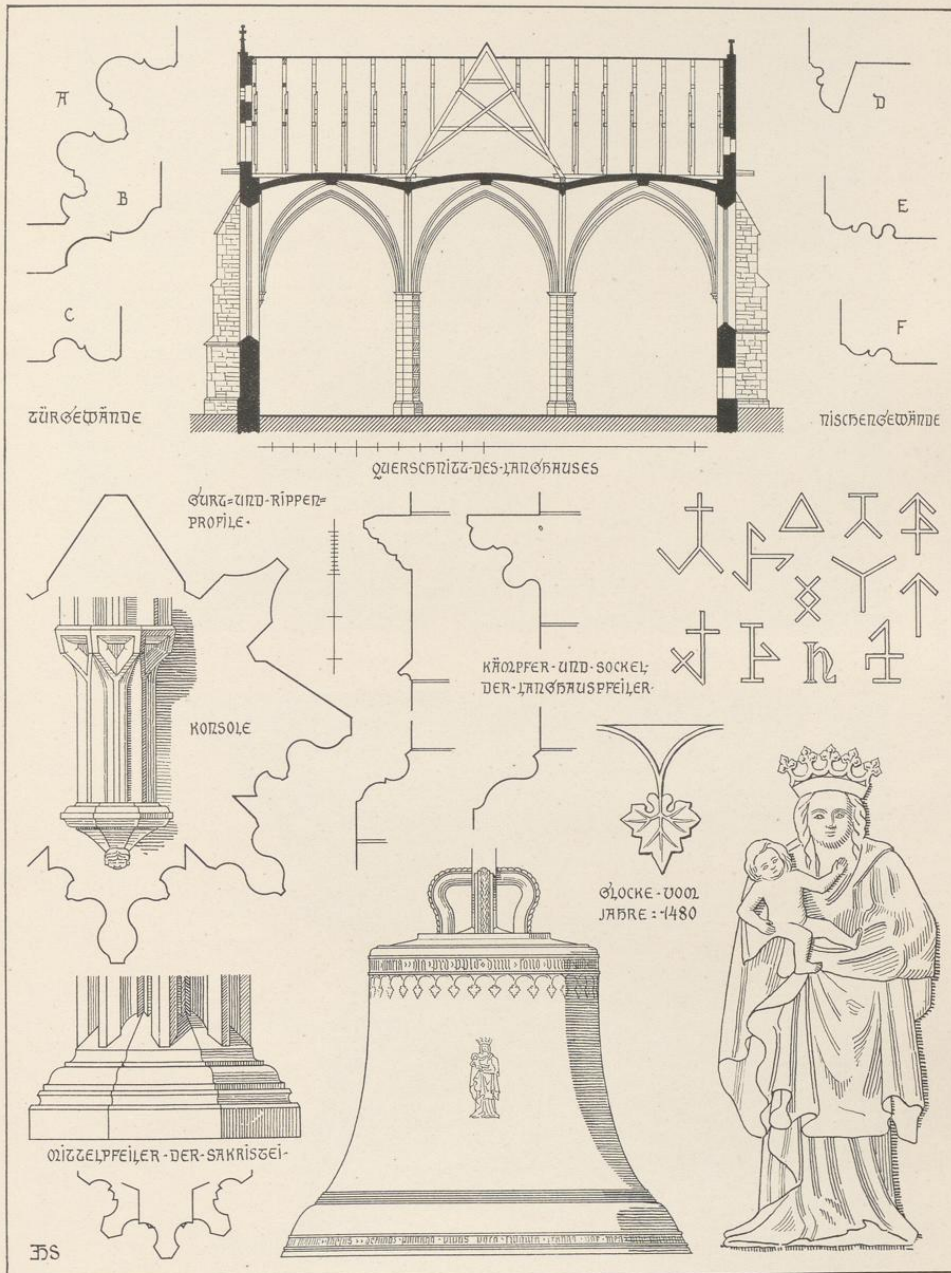 A
B
C
D
E
F
TÜRGEWÄNDE
NISCHENGEWÄNDE
QUERSCHNITT·DES·LANGHAUSES
GURT=UND·RIPPEN=
PROFILE·
KÄMPFER·UND·SOCKEL·
DER·LANGHAUSPFEILER·
KONSOLE
GLOCKE·VOM
JAHRE:·1480
MITTELPFEILER·DER·SAKRISTEI·
HS